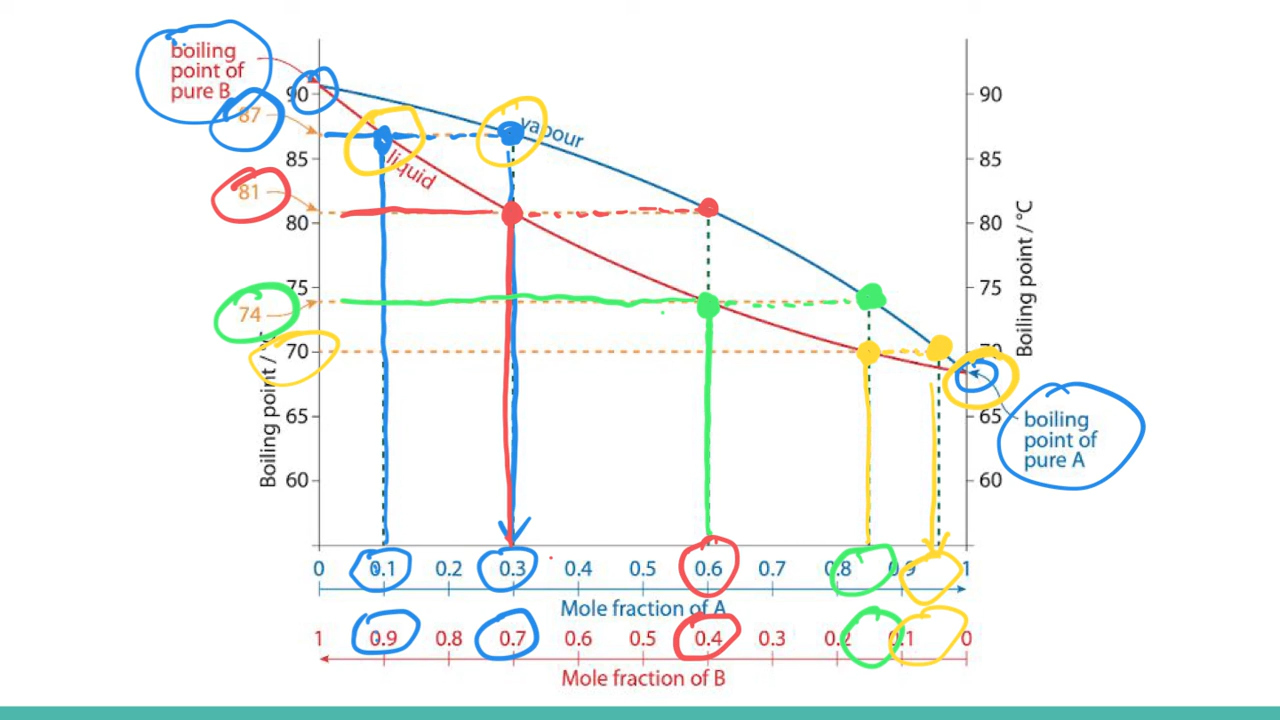 boiling
point of
pure B
90
87
85
81
80
75
74
70
65
60
Boiling point /
vapour
liquid
90
85
80
75
70
65
60
Boiling point / °C
boiling
point of
pure A
0 0.1 0.2 0.3 0.4 0.5 0.6 0.7 0.8 0.9 1
Mole fraction of A
1 0.9 0.8 0.7 0.6 0.5 0.4 0.3 0.2 0.1 0
Mole fraction of B